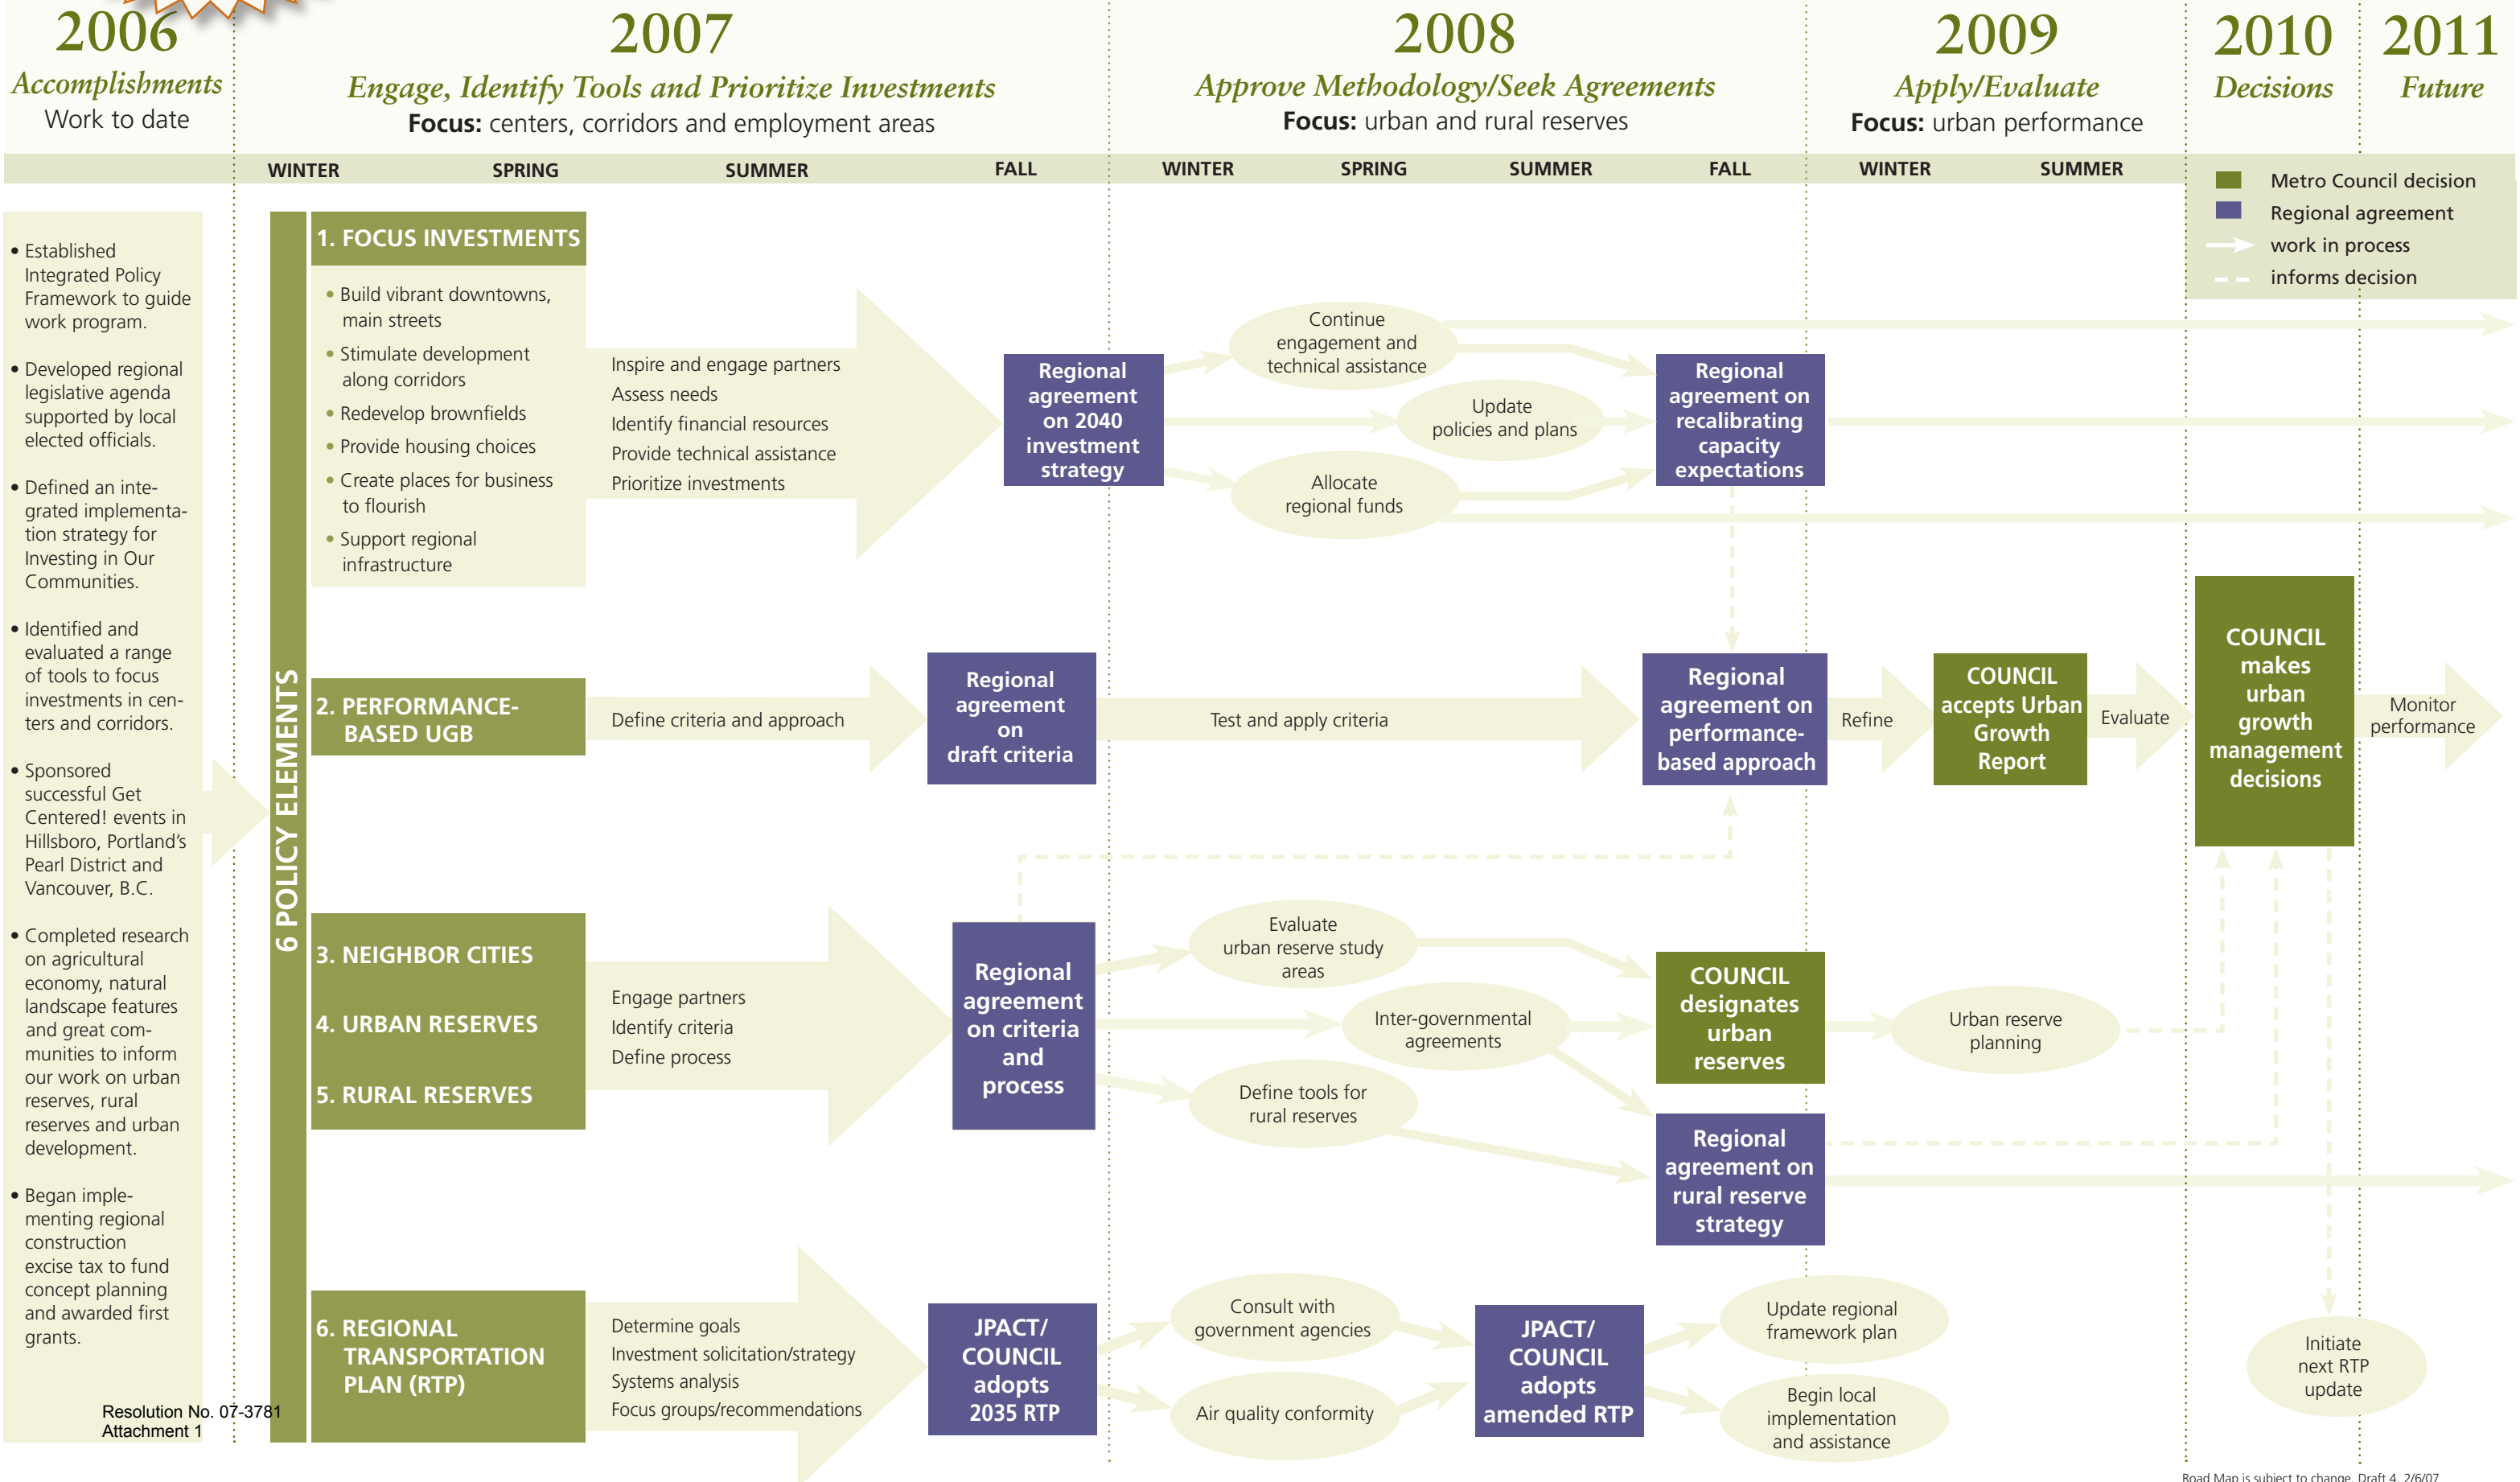 2006
Accomplishments
Work to date
2007
Engage, Identify Tools and Prioritize Investments
Focus: centers, corridors and employment areas
2008
Approve Methodology/Seek Agreements
Focus: urban and rural reserves
2009
Apply/Evaluate
Focus: urban performance
2010
Decisions
2011
Future
WINTER SPRING SUMMER FALL WINTER SPRING SUMMER FALL WINTER SUMMER
Metro Council decision
Regional agreement
work in process
informs decision
• Established
Integrated Policy
Framework to guide
work program.
• Developed regional
legislative agenda
supported by local
elected officials.
• Defined an inte-
grated implementa-
tion strategy for
Investing in Our
Communities.
• Identified and
evaluated a range
of tools to focus
investments in cen-
ters and corridors.
• Sponsored
successful Get
Centered! events in
Hillsboro, Portland's
Pearl District and
Vancouver, B.C.
• Completed research
on agricultural
economy, natural
landscape features
and great com-
munities to inform
our work on urban
reserves, rural
reserves and urban
development.
• Began imple-
menting regional
construction
excise tax to fund
concept planning
and awarded first
grants.
Resolution No. 07-3781
Attachment 1
6 POLICY ELEMENTS
1. FOCUS INVESTMENTS
• Build vibrant downtowns,
main streets
• Stimulate development
along corridors
• Redevelop brownfields
• Provide housing choices
• Create places for business
to flourish
• Support regional
infrastructure
Inspire and engage partners
Assess needs
Identify financial resources
Provide technical assistance
Prioritize investments
Regional
agreement
on 2040
investment
strategy
Continue
engagement and
technical assistance
Update
policies and plans
Allocate
regional funds
Regional
agreement on
recalibrating
capacity
expectations
2. PERFORMANCE-
BASED UGB
Define criteria and approach
Regional
agreement
on
draft criteria
Test and apply criteria
Regional
agreement on
performance-
based approach
Refine
COUNCIL
accepts Urban
Growth
Report
Evaluate
COUNCIL
makes
urban
growth
management
decisions
Monitor
performance
3. NEIGHBOR CITIES
4. URBAN RESERVES
5. RURAL RESERVES
Engage partners
Identify criteria
Define process
Regional
agreement
on criteria
and
process
Evaluate
urban reserve study
areas
Inter-governmental
agreements
Define tools for
rural reserves
COUNCIL
designates
urban
reserves
Urban reserve
planning
Regional
agreement on
rural reserve
strategy
6. REGIONAL
TRANSPORTATION
PLAN (RTP)
Determine goals
Investment solicitation/strategy
Systems analysis
Focus groups/recommendations
JPACT/
COUNCIL
adopts
2035 RTP
Consult with
government agencies
Air quality conformity
JPACT/
COUNCIL
adopts
amended RTP
Update regional
framework plan
Begin local
implementation
and assistance
Initiate
next RTP
update
Road Map is subject to change. Draft 4, 2/6/07